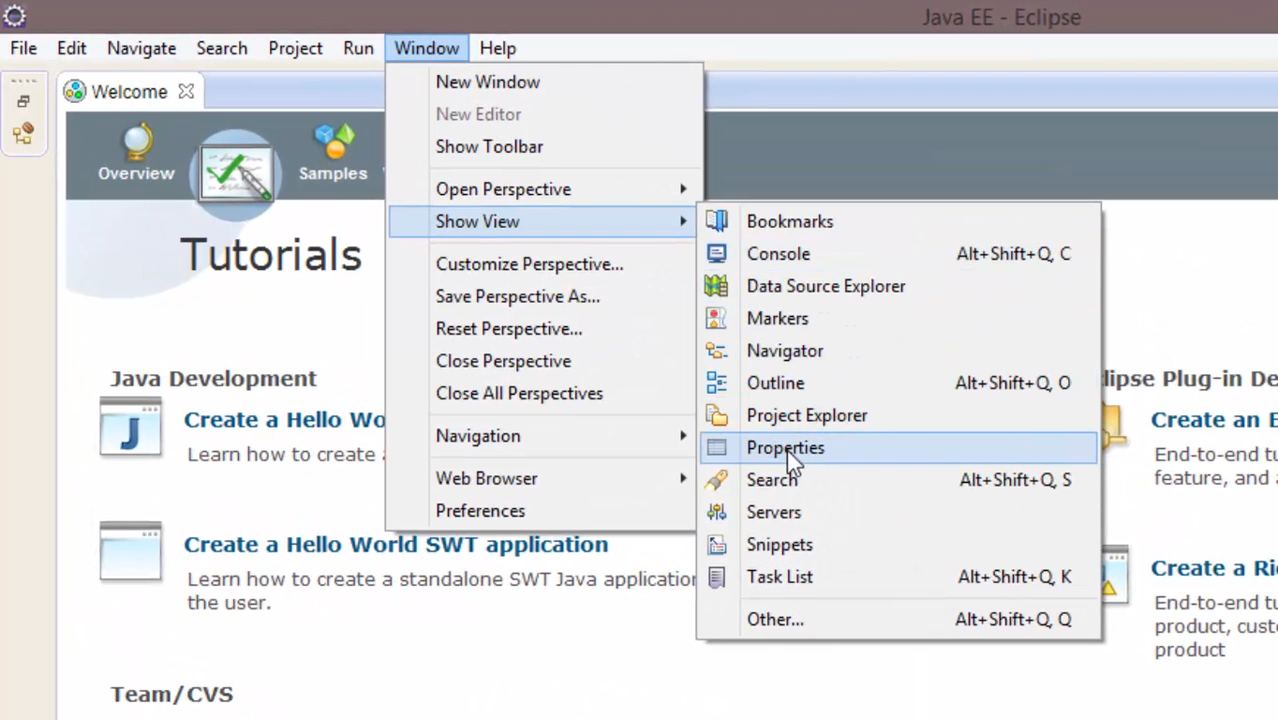 Java EE - Eclipse
File Edit Navigate Search Project Run Window Help
Welcome
New Window
New Editor
Show Toolbar
Open Perspective
Show View
Customize Perspective...
Save Perspective As...
Reset Perspective...
Close Perspective
Close All Perspectives
Navigation
Web Browser
Preferences
Bookmarks
Console Alt+Shift+Q, C
Data Source Explorer
Markers
Navigator
Outline Alt+Shift+Q, O
Project Explorer
Properties
Search Alt+Shift+Q, S
Servers
Snippets
Task List Alt+Shift+Q, K
Other... Alt+Shift+Q, Q
Overview
Samples
Tutorials
Java Development
Create a Hello Wo
Learn how to create a
Create a Hello World SWT application
Learn how to create a standalone SWT Java application
the user.
Team/CVS
clipse Plug-in De
Create an E
End-to-end tu
feature, and a
Create a Ri
End-to-end tu
product, custo
product